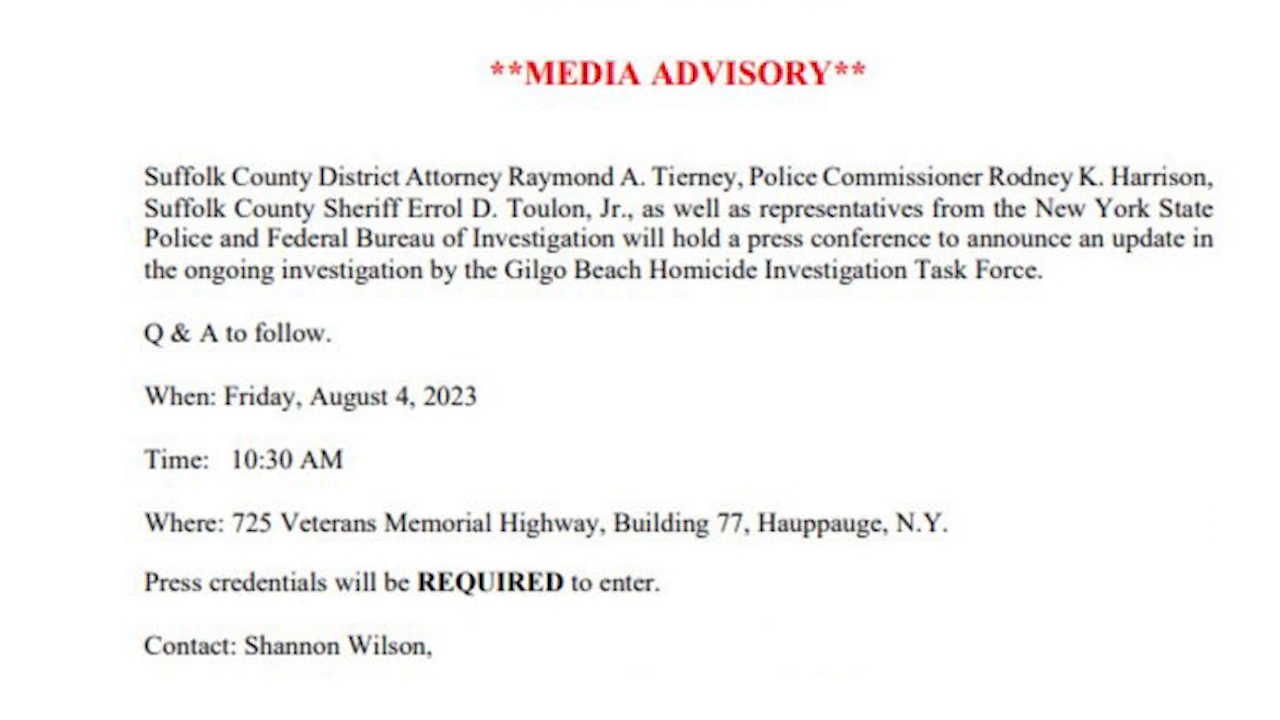 **MEDIA ADVISORY**
Suffolk County District Attorney Raymond A. Tierney, Police Commissioner Rodney K. Harrison,
Suffolk County Sheriff Errol D. Toulon, Jr., as well as representatives from the New York State
Police and Federal Bureau of Investigation will hold a press conference to announce an update in
the ongoing investigation by the Gilgo Beach Homicide Investigation Task Force.
Q & A to follow.
When: Friday, August 4, 2023
Time: 10:30 AM
Where: 725 Veterans Memorial Highway, Building 77, Hauppauge, N.Y.
Press credentials will be REQUIRED to enter.
Contact: Shannon Wilson,